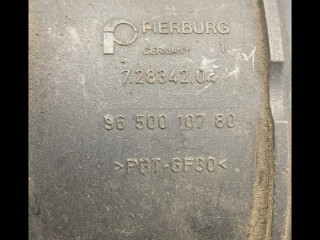 PIERBURG
GERMANY
7.28342.04
96 500 107 80
>PBT-GF30<